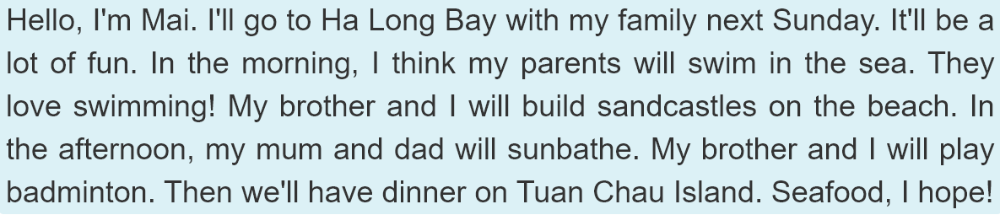 Hello, I'm Mai. I'll go to Ha Long Bay with my family next Sunday. It'll be a
lot of fun. In the morning, I think my parents will swim in the sea. They
love swimming! My brother and I will build sandcastles on the beach. In
the afternoon, my mum and dad will sunbathe. My brother and I will play
badminton. Then we'll have dinner on Tuan Chau Island. Seafood, I hope!